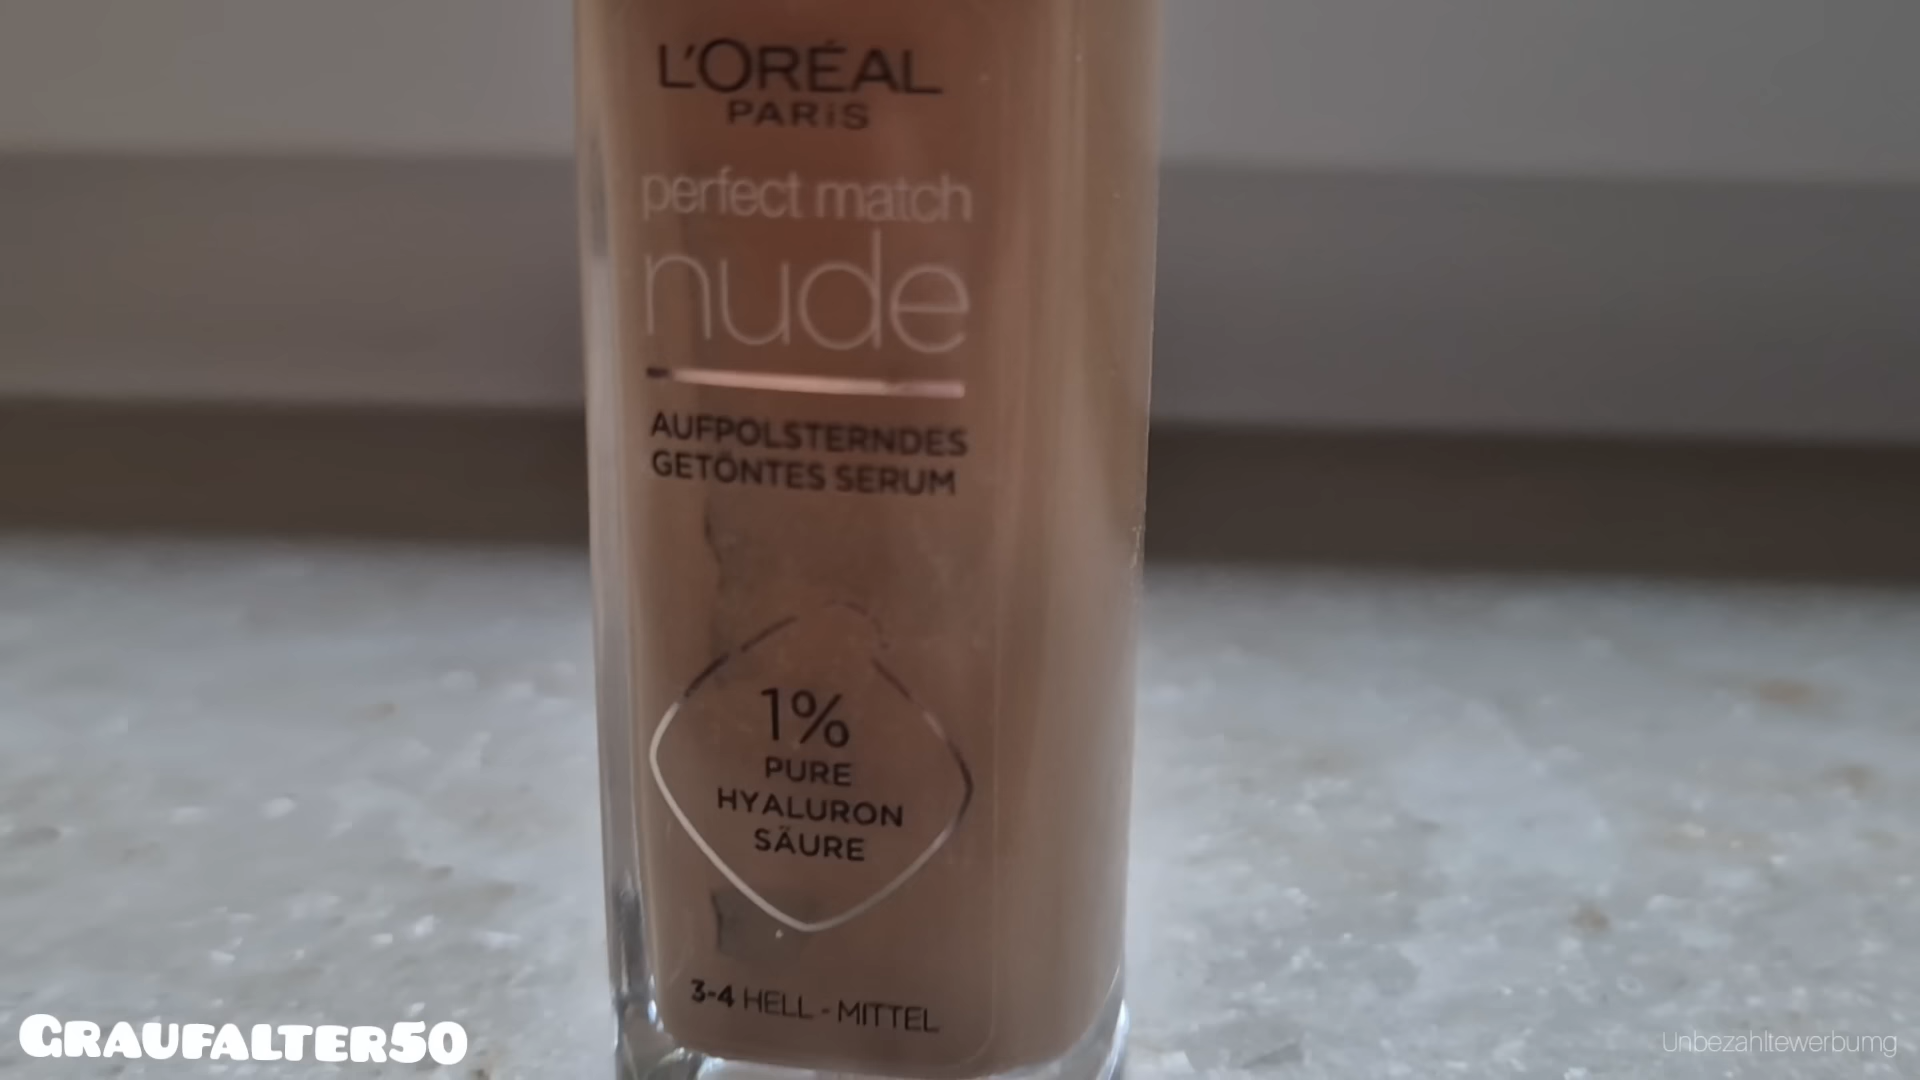 L'ORÉAL
PARiS
perfect match
nude
AUFPOLSTERNDES
GETÖNTES SERUM
1%
PURE
HYALURON
SÄURE
3-4 HELL - MITTEL
GRAUFALTER50
Unbezahltewerbumg